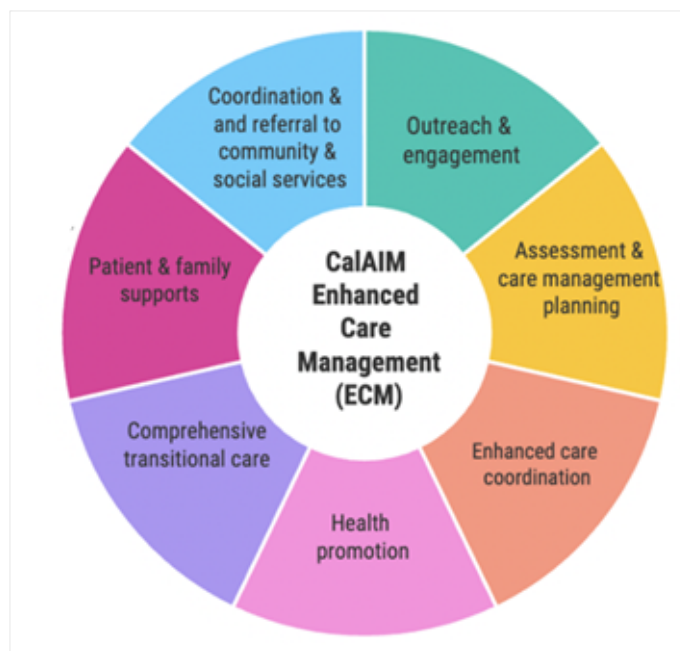 CalAIM
Enhanced
Care
Management
(ECM)
Outreach &
engagement
Assessment &
care management
planning
Enhanced care
coordination
Health
promotion
Comprehensive
transitional care
Patient & family
supports
Coordination &
and referral to
community &
social services